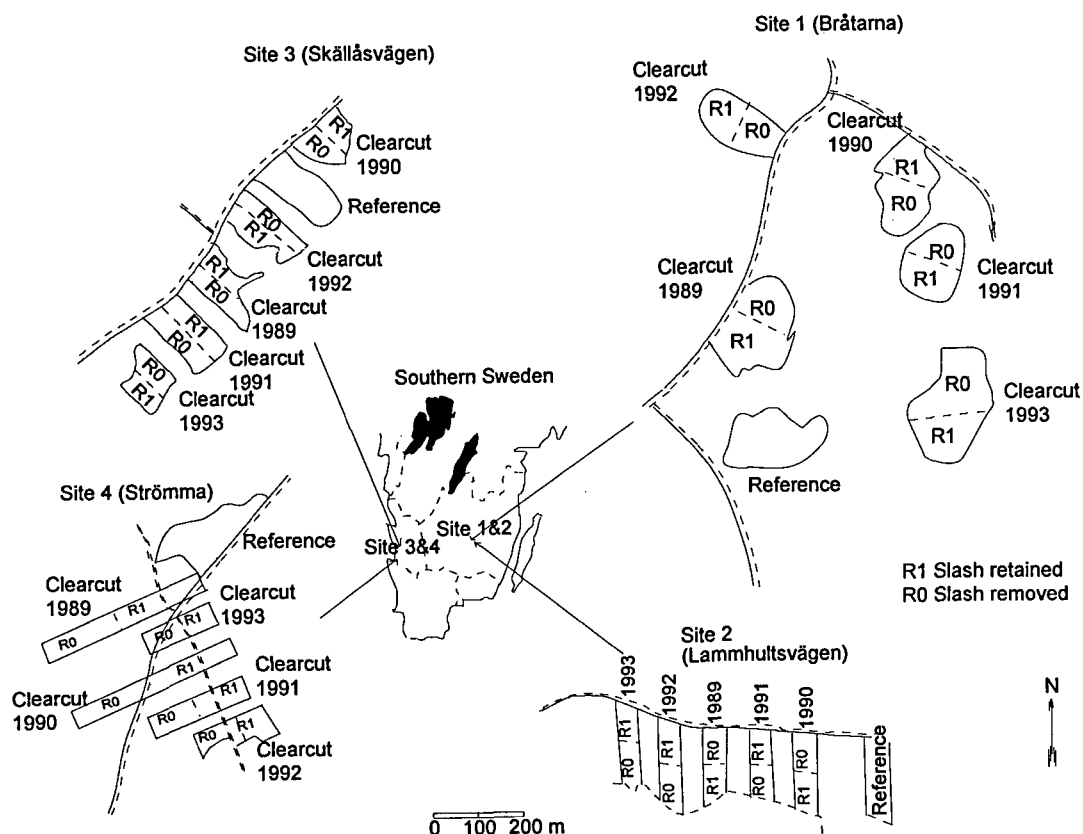 Site 3 (Skällåsvägen)
R1
R0
Clearcut
1990
Reference
R0
R1
Clearcut
1992
R1
R0
Clearcut
1989
R1
R0
Clearcut
1991
R0
R1
Clearcut
1993
Site 1 (Bråtarna)
Clearcut
1992
R1
R0
Clearcut
1990
R1
R0
R0
R1
Clearcut
1991
Clearcut
1989
R0
R1
R0
R1
Clearcut
1993
Reference
Southern Sweden
Site 1&2
Site 3&4
Site 4 (Strömma)
Reference
Clearcut
1989
R1
R0
Clearcut
1993
R1
R0
R1
R0
Clearcut
1990
Clearcut
1991
R1
R0
R0
R1
Clearcut
1992
R1 Slash retained
R0 Slash removed
Site 2
(Lammhultsvägen)
1993
1992
1989
1991
1990
R1
R1
R0
R1
R0
R0
R0
R1
R0
R1
Reference
N
0 100 200 m